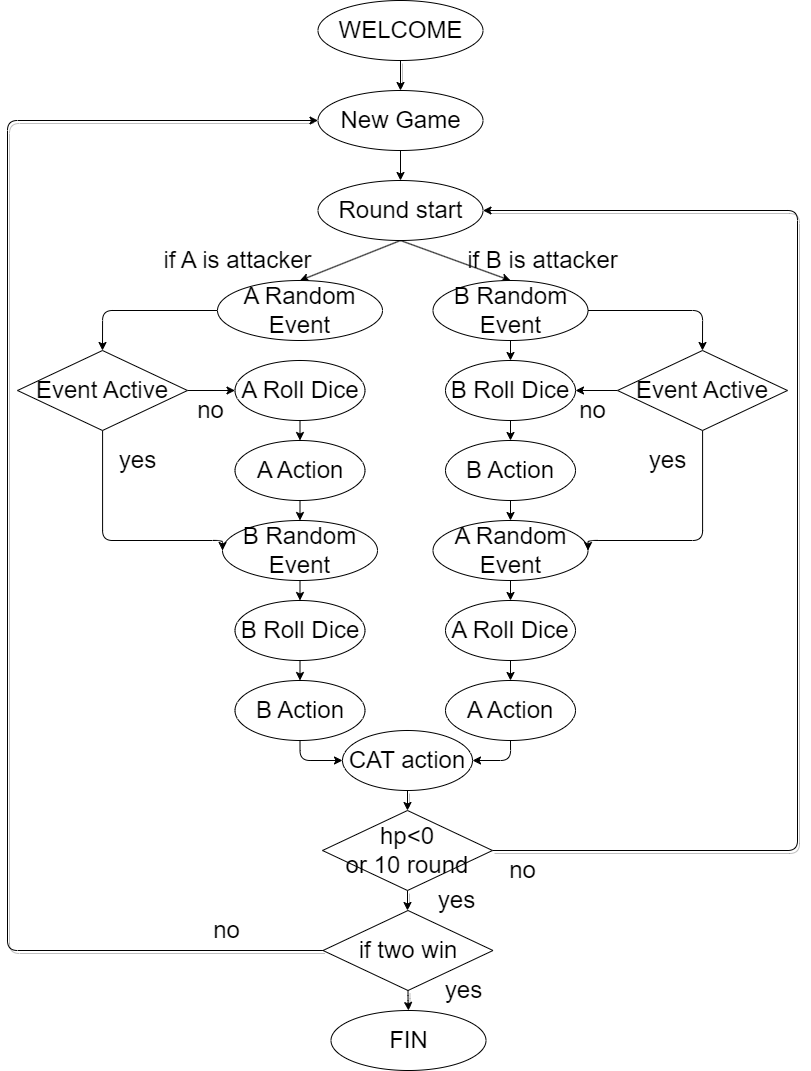 WELCOME
New Game
Round start
if A is attacker
if B is attacker
A Random
Event
B Random
Event
Event Active
no
A Roll Dice
B Roll Dice
no
Event Active
yes
A Action
B Action
yes
B Random
Event
A Random
Event
B Roll Dice
A Roll Dice
B Action
A Action
CAT action
hp<0
or 10 round
no
yes
no
if two win
yes
FIN